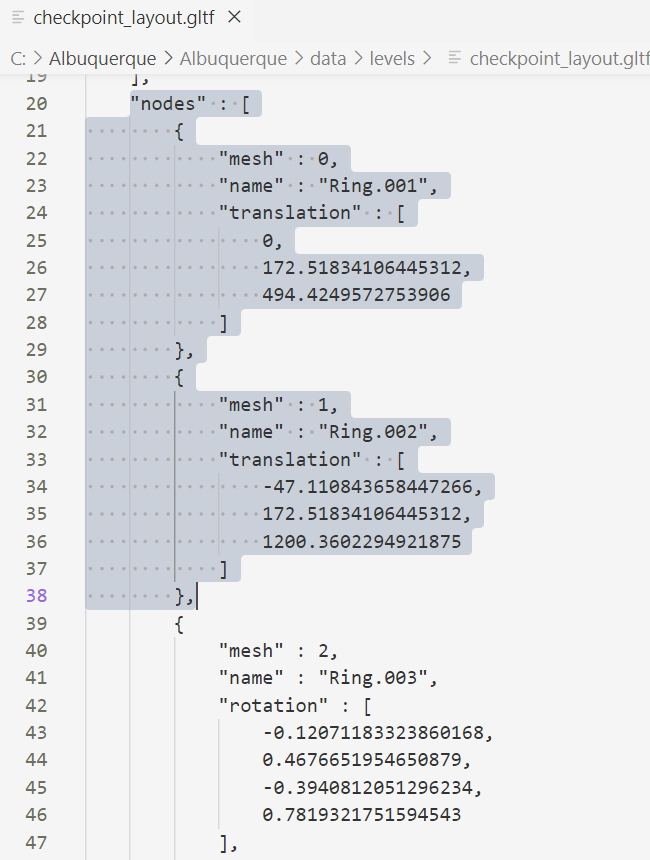 checkpoint_layout.gltf
C: > Albuquerque > Albuquerque > data > levels > checkpoint_layout.gltf
19 ],
20 "nodes" : [
21 {
22 "mesh" : 0,
23 "name" : "Ring.001",
24 "translation" : [
25 0,
26 172.51834106445312,
27 494.4249572753906
28 ]
29 },
30 {
31 "mesh" : 1,
32 "name" : "Ring.002",
33 "translation" : [
34 -47.110843658447266,
35 172.51834106445312,
36 1200.3602294921875
37 ]
38 },
39 {
40 "mesh" : 2,
41 "name" : "Ring.003",
42 "rotation" : [
43 -0.12071183323860168,
44 0.4676651954650879,
45 -0.3940812051296234,
46 0.7819321751594543
47 ],